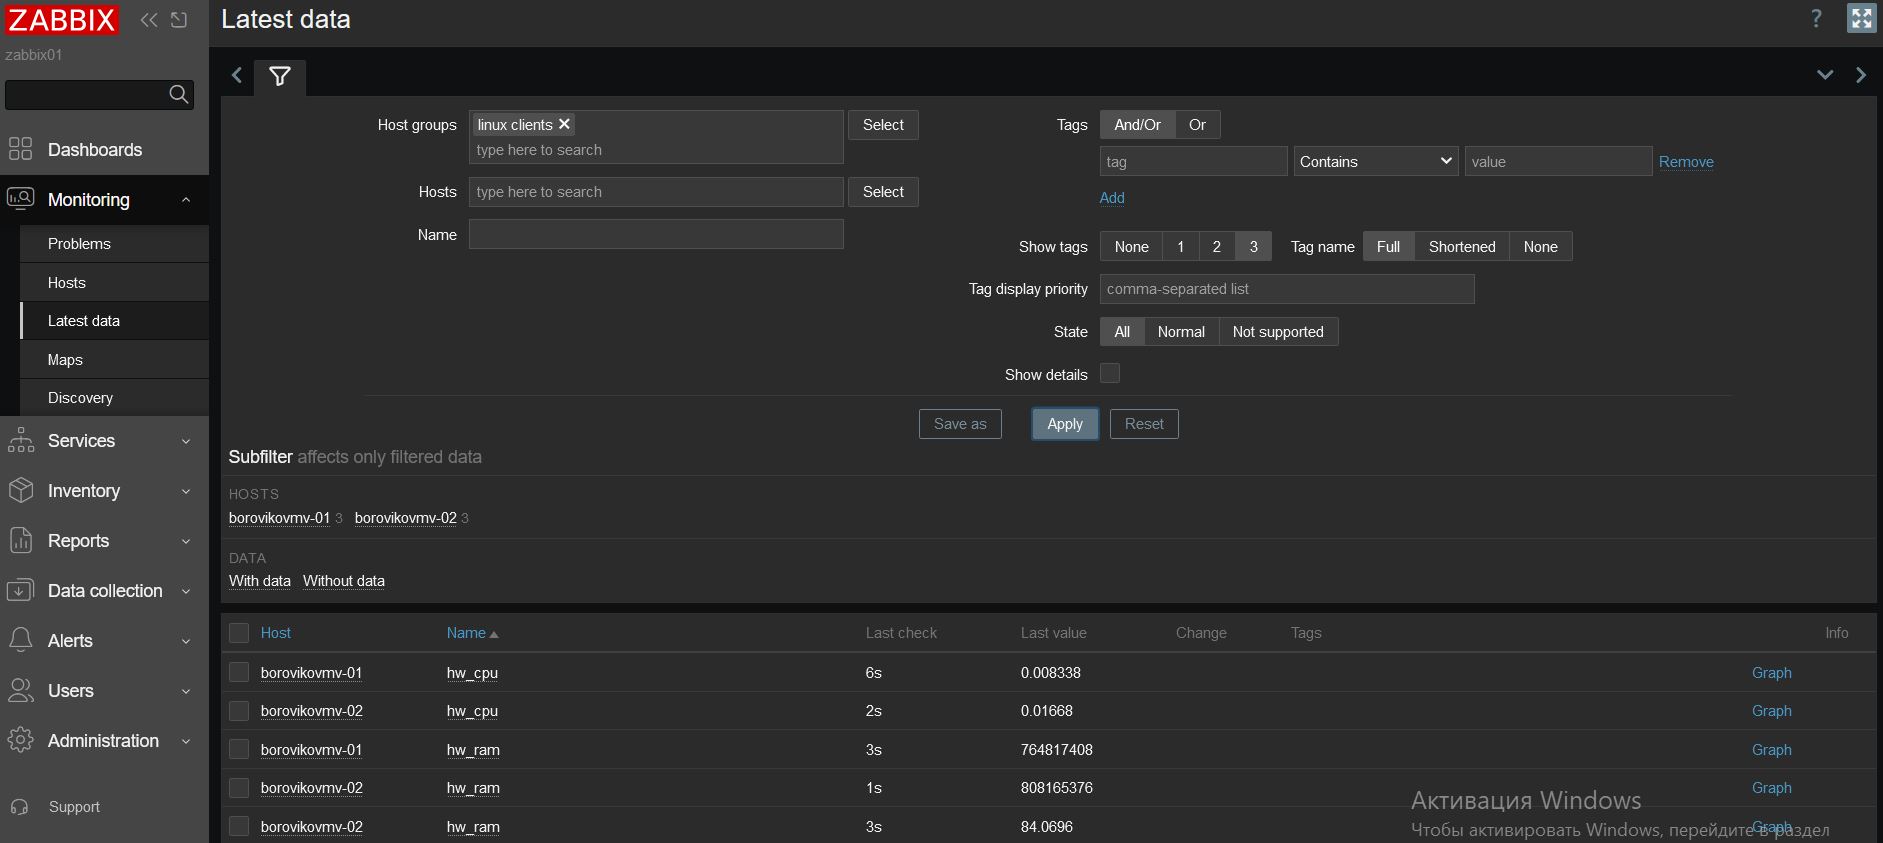 ZABBIX
zabbix01
Dashboards
Monitoring
Problems
Hosts
Latest data
Maps
Discovery
Services
Inventory
Reports
Data collection
Alerts
Users
Administration
Support
Latest data
?
Host groups linux clients Select
type here to search
Hosts type here to search Select
Name
Tags And/Or Or
tag Contains value Remove
Add
Show tags None 1 2 3 Tag name Full Shortened None
Tag display priority comma-separated list
State All Normal Not supported
Show details
Save as Apply Reset
Subfilter affects only filtered data
HOSTS
borovikovmv-01 3 borovikovmv-02 3
DATA
With data Without data
Host Name Last check Last value Change Tags Info
borovikovmv-01 hw_cpu 6s 0.008338 Graph
borovikovmv-02 hw_cpu 2s 0.01668 Graph
borovikovmv-01 hw_ram 3s 764817408 Graph
borovikovmv-02 hw_ram 1s 808165376 Graph
borovikovmv-02 hw_ram 3s 84.0696 Graph
Активация Windows
Чтобы активировать Windows, перейдите в раздел